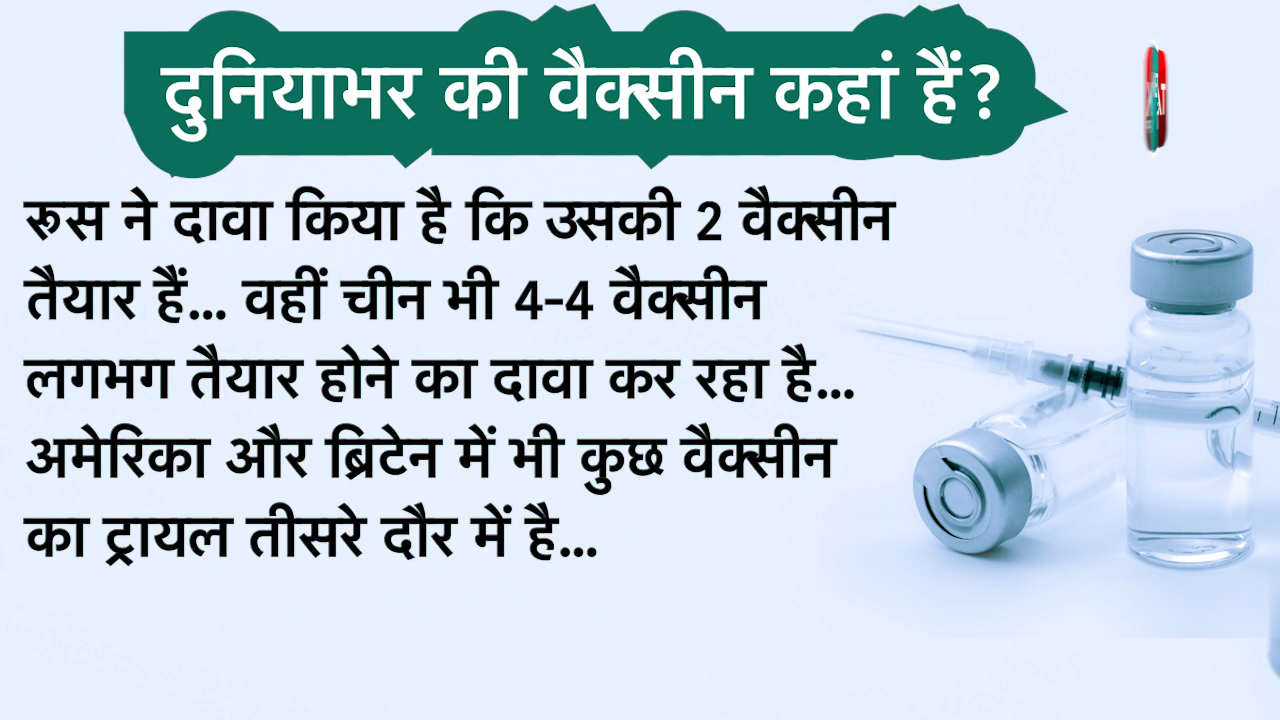 दुनियाभर की वैक्सीन कहां हैं?
रूस ने दावा किया है कि उसकी 2 वैक्सीन
तैयार हैं... वहीं चीन भी 4-4 वैक्सीन
लगभग तैयार होने का दावा कर रहा है...
अमेरिका और ब्रिटेन में भी कुछ वैक्सीन
का ट्रायल तीसरे दौर में है...